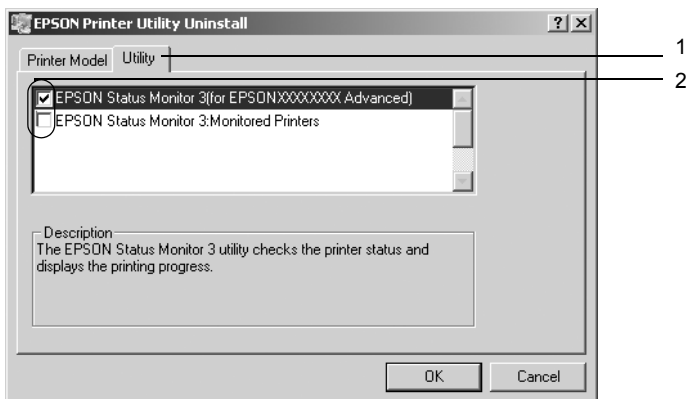 EPSON Printer Utility Uninstall
Printer Model Utility
1
2
EPSON Status Monitor 3(for EPSONXXXXXXXX Advanced)
EPSON Status Monitor 3:Monitored Printers
Description
The EPSON Status Monitor 3 utility checks the printer status and
displays the printing progress.
OK Cancel